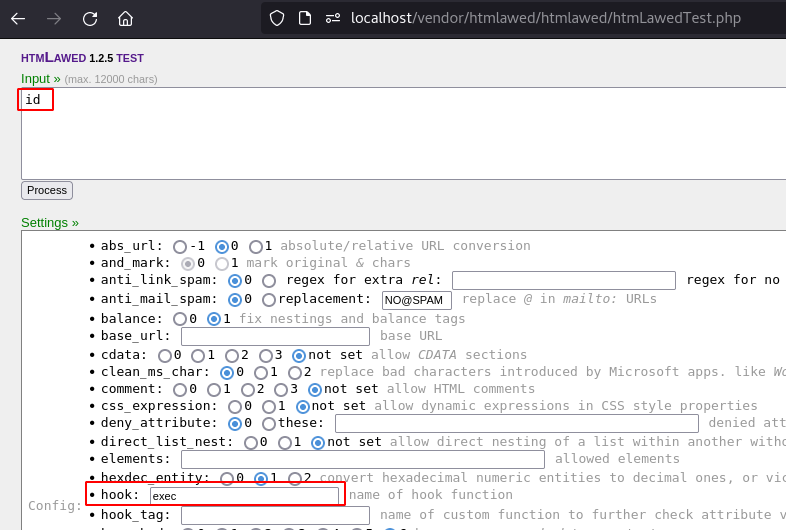 localhost/vendor/htmlawed/htmlawed/htmLawedTest.php
HTMLAWED 1.2.5 TEST
Input » (max. 12000 chars)
id
Process
Settings »
• abs_url: -1 0 1 absolute/relative URL conversion
• and_mark: 0 1 mark original & chars
• anti_link_spam: 0 regex for extra rel: regex for no
• anti_mail_spam: 0 replacement: NO@SPAM replace @ in mailto: URLs
• balance: 0 1 fix nestings and balance tags
• base_url: base URL
• cdata: 0 1 2 3 not set allow CDATA sections
• clean_ms_char: 0 1 2 replace bad characters introduced by Microsoft apps. like
• comment: 0 1 2 3 not set allow HTML comments
• css_expression: 0 1 not set allow dynamic expressions in CSS style properties
• deny_attribute: 0 these: denied att
• direct_list_nest: 0 1 not set allow direct nesting of a list within another witho
• elements: allowed elements
• hexdec_entity: 0 1 2 convert hexadecimal numeric entities to decimal ones, or vic
• hook: exec name of hook function
Config:
• hook_tag: name of custom function to further check attribute v